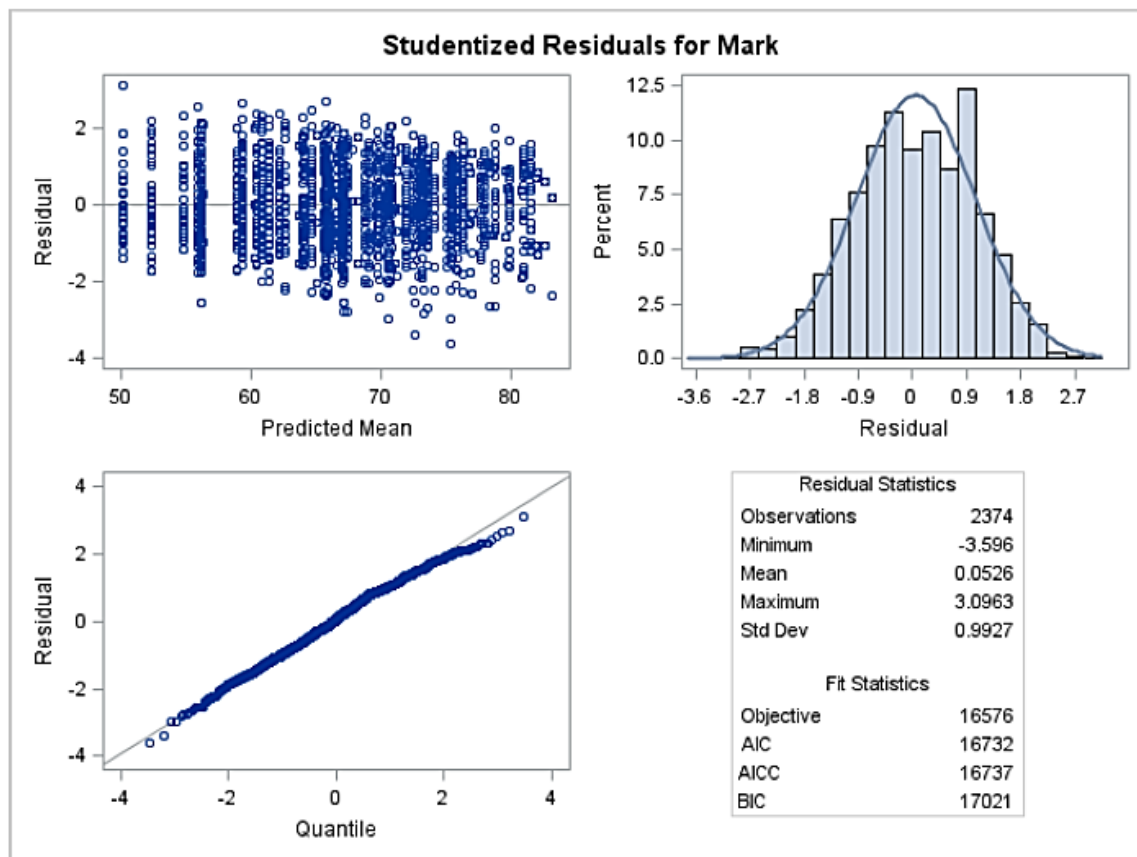 Studentized Residuals for Mark
2
0
-2
-4
Residual
50 60 70 80
Predicted Mean
12.5
10.0
7.5
5.0
2.5
0.0
Percent
-3.6 -2.7 -1.8 -0.9 0 0.9 1.8 2.7
Residual
4
2
0
-2
-4
Residual
-4 -2 0 2 4
Quantile
Residual Statistics
Observations 2374
Minimum -3.596
Mean 0.0526
Maximum 3.0963
Std Dev 0.9927
Fit Statistics
Objective 16576
AIC 16732
AICC 16737
BIC 17021